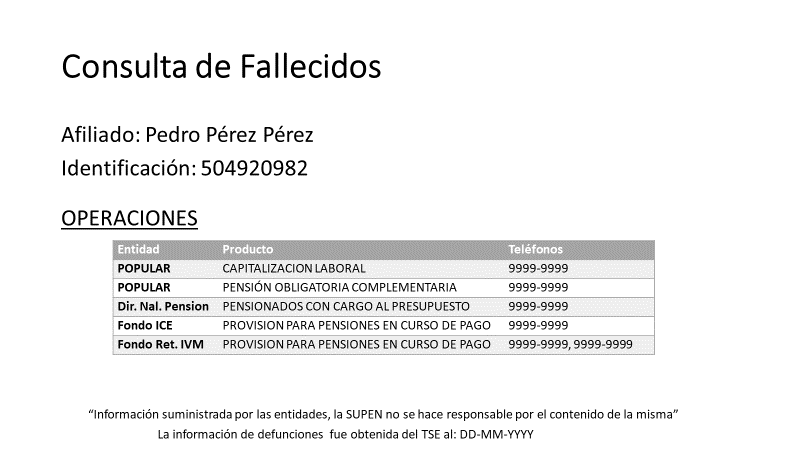 Consulta de Fallecidos
Afiliado: Pedro Pérez Pérez
Identificación: 504920982
OPERACIONES
Entidad Producto Teléfonos
POPULAR CAPITALIZACION LABORAL 9999-9999
POPULAR PENSIÓN OBLIGATORIA COMPLEMENTARIA 9999-9999
Dir. Nal. Pension PENSIONADOS CON CARGO AL PRESUPUESTO 9999-9999
Fondo ICE PROVISION PARA PENSIONES EN CURSO DE PAGO 9999-9999
Fondo Ret. IVM PROVISION PARA PENSIONES EN CURSO DE PAGO 9999-9999, 9999-9999
“Información suministrada por las entidades, la SUPEN no se hace responsable por el contenido de la misma”
La información de defunciones fue obtenida del TSE al: DD-MM-YYYY